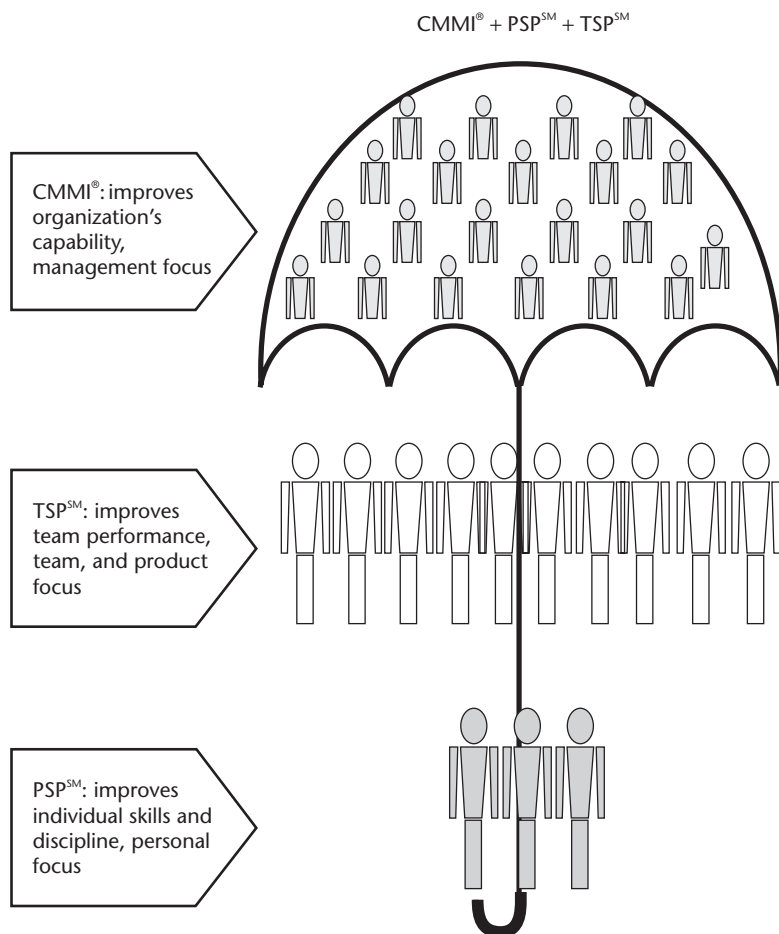 CMMI® + PSP℠ + TSP℠
CMMI®: improves
organization’s
capability,
management focus
TSP℠: improves
team performance,
team, and product
focus
PSP℠: improves
individual skills and
discipline, personal
focus